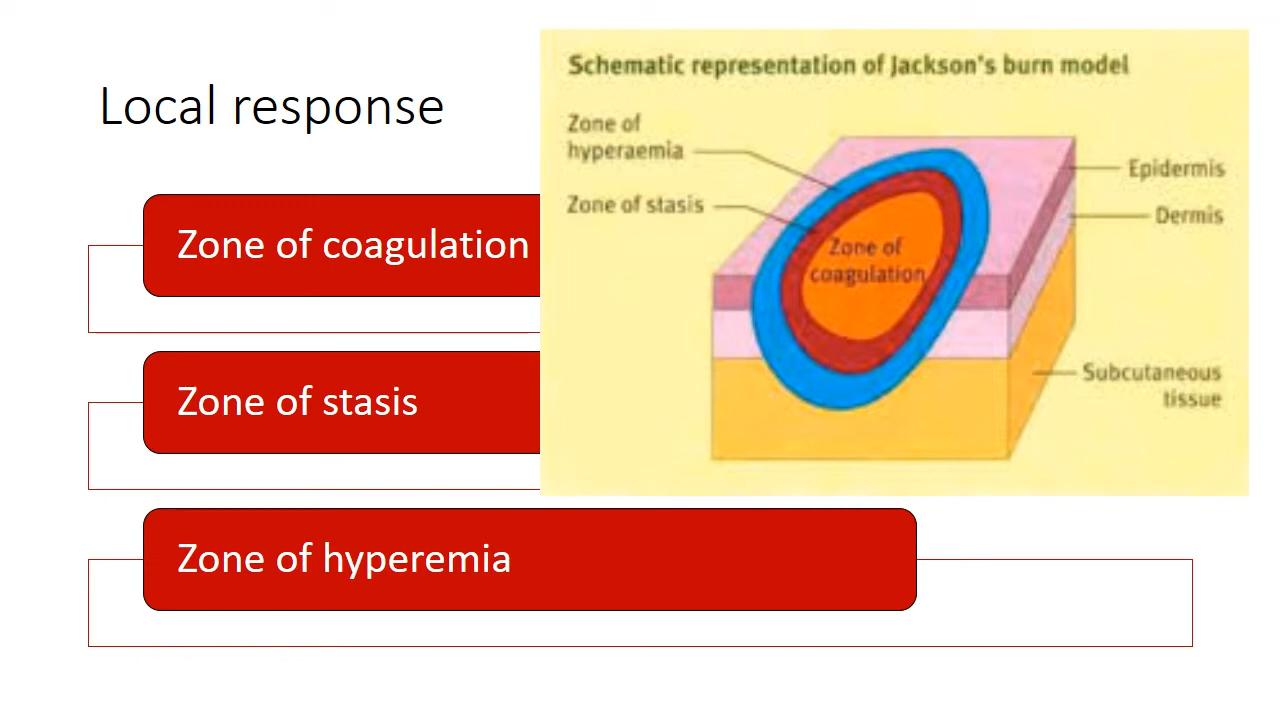 Local response
Zone of coagulation
Zone of stasis
Zone of hyperemia
Schematic representation of Jackson's burn model
Zone of
hyperaemia
Zone of stasis
Zone of
coagulation
Epidermis
Dermis
Subcutaneous
tissue